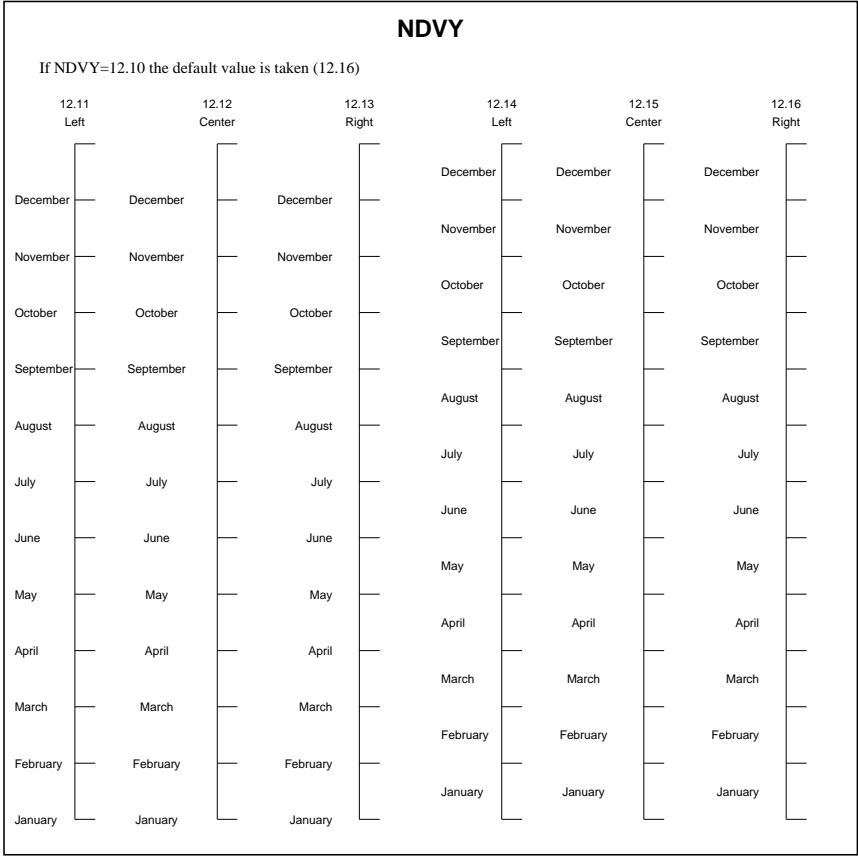 NDVY
If NDVY=12.10 the default value is taken (12.16)
12.11 12.12 12.13 12.14 12.15 12.16
Left Center Right Left Center Right
December December December
December December December
November November November
November November November
October October October
October October October
September September September
September September September
August August August
August August August
July July July
July July July
June June June
June June June
May May May
May May May
April April April
April April April
March March March
March March March
February February February
February February February
January January January
January January January